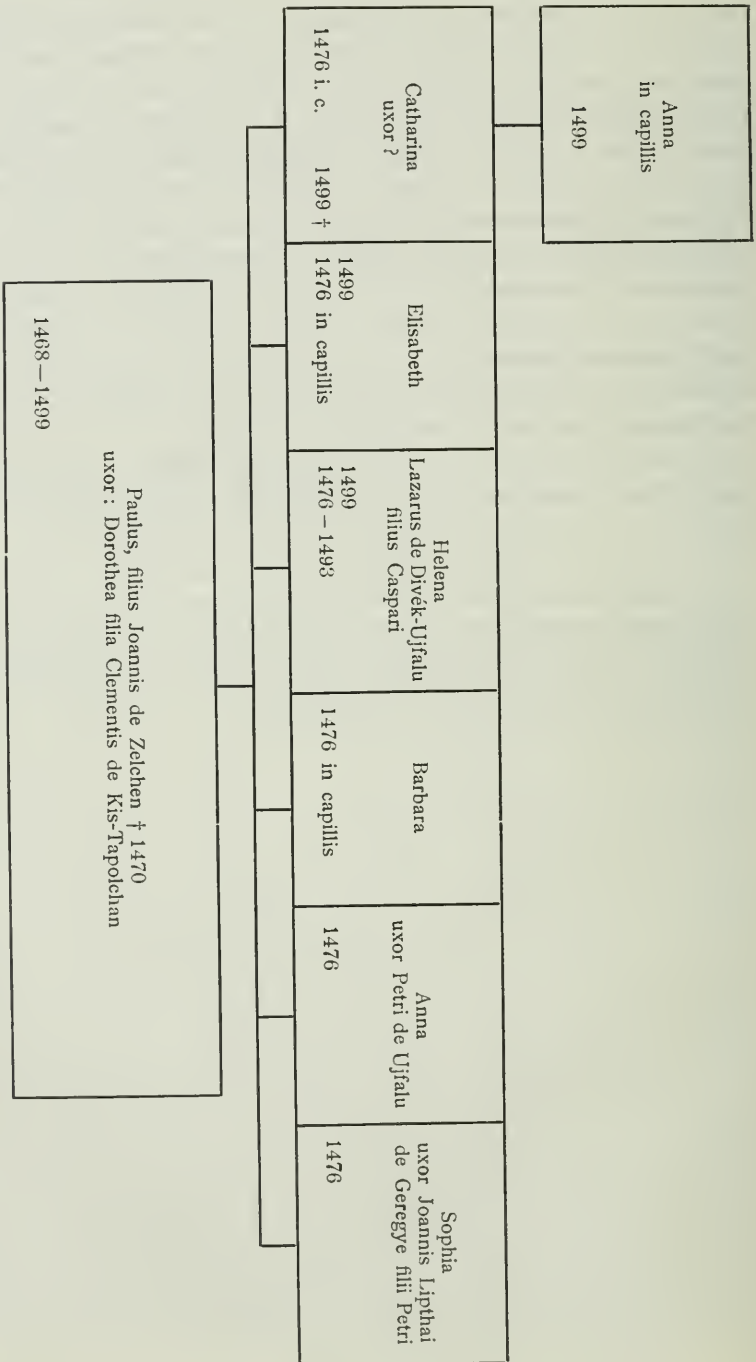 Anna
in capillis
1499
Catharina
uxor ?
1476 i. c. 1499 †
Elisabeth
1499
1476 in capillis
Helena
Lazarus de Divék-Ujfalu
filius Caspari
1499
1476—1493
Barbara
1476 in capillis
Anna
uxor Petri de Ujfalu
1476
Sophia
uxor Joannis Lipthai
de Geregye filii Petri
1476
Paulus, filius Joannis de Zelchen † 1470
uxor: Dorothea filia Clementis de Kis-Tapolchan
1468—1499